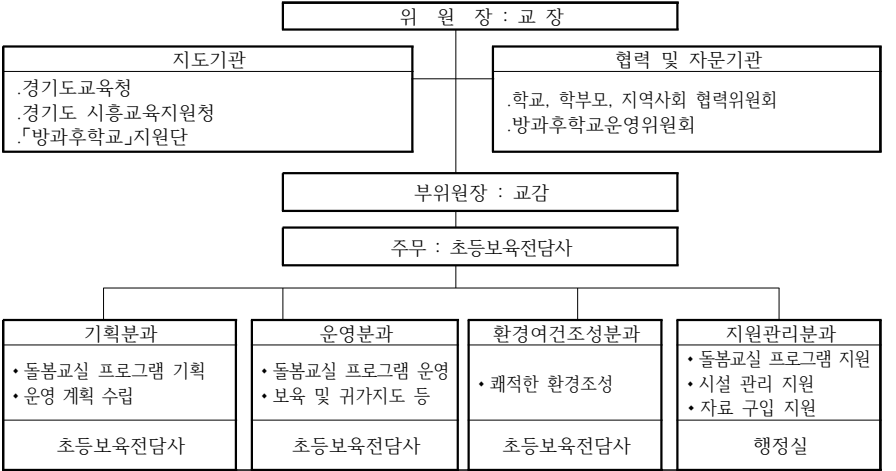 위 원 장 : 교 장
지도기관
.경기도교육청
.경기도 시흥교육지원청
.「방과후학교」지원단
협력 및 자문기관
.학교, 학부모, 지역사회 협력위원회
.방과후학교운영위원회
부위원장 : 교감
주무 : 초등보육전담사
기획분과
• 돌봄교실 프로그램 기획
• 운영 계획 수립
초등보육전담사
운영분과
• 돌봄교실 프로그램 운영
• 보육 및 귀가지도 등
초등보육전담사
환경여건조성분과
• 쾌적한 환경조성
초등보육전담사
지원관리분과
• 돌봄교실 프로그램 지원
• 시설 관리 지원
• 자료 구입 지원
행정실